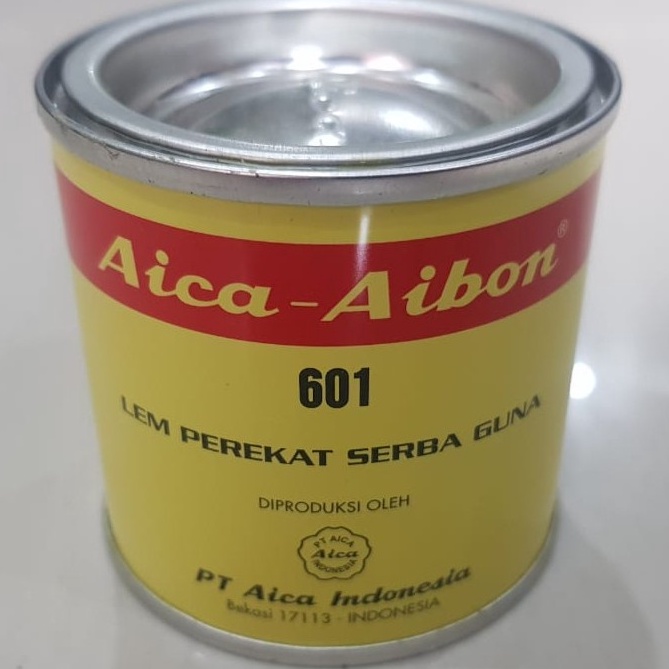 Aica-Aibon®
601
LEM PEREKAT SERBA GUNA
DIPRODUKSI OLEH
PT AICA
Aica
INDONESIA
PT Aica Indonesia
Bekasi 17113 - INDONESIA